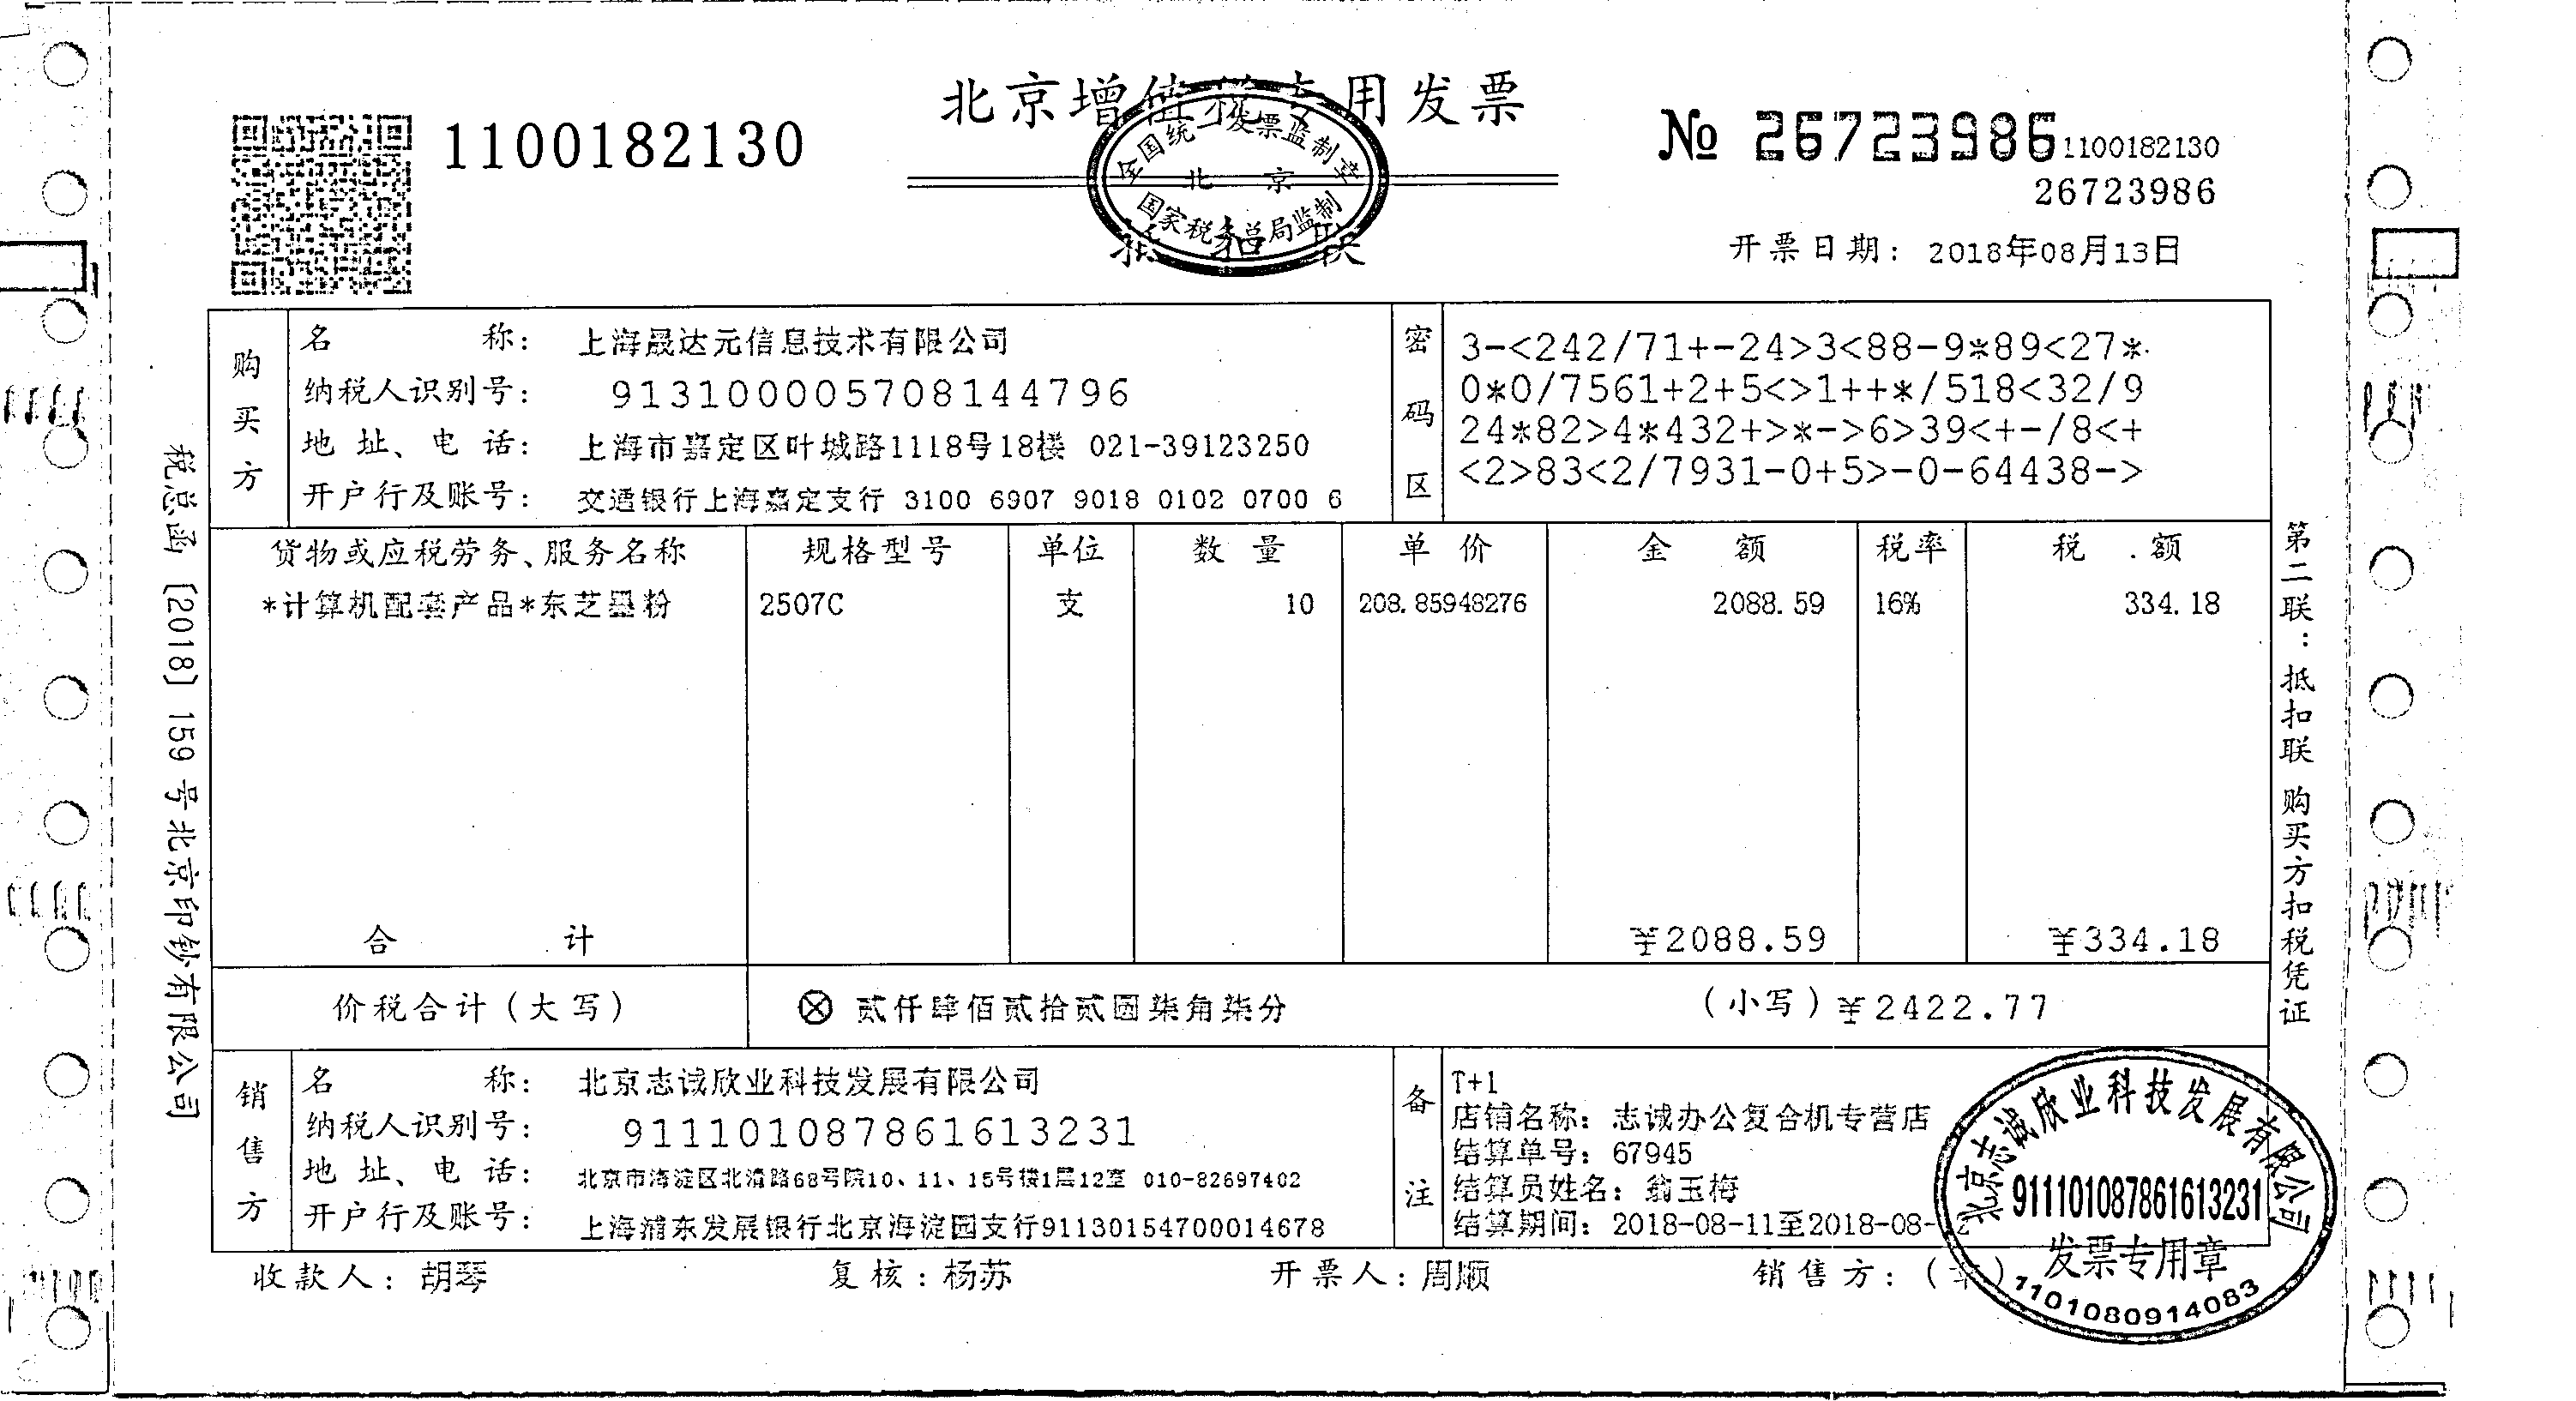 北京增值税专用发票
全国统一发票监制章
北京
国家税务总局监制
抵扣联
1100182130
№ 26723986
1100182130
26723986
开票日期: 2018年08月13日
购买方
名称: 上海晟达元信息技术有限公司
纳税人识别号: 913100005708144796
地址、电话: 上海市嘉定区叶城路1118号18楼 021-39123250
开户行及账号: 交通银行上海嘉定支行 3100 6907 9018 0102 0700 6
密码区
3-<242/71+-24>3<88-9*89<27*
0*0/7561+2+5<>1++*/518<32/9
24*82>4*432+>*->6>39<+-/8<+
<2>83<2/7931-0+5>-0-64438->
货物或应税劳务、服务名称 规格型号 单位 数量 单价 金额 税率 税额
*计算机配套产品*东芝墨粉 2507C 支 10 208.85948276 2088.59 16% 334.18
合计 ¥2088.59 ¥334.18
价税合计(大写) ⊗ 贰仟肆佰贰拾贰圆柒角柒分 (小写)¥2422.77
销售方
名称: 北京志诚欣业科技发展有限公司
纳税人识别号: 911101087861613231
地址、电话: 北京市海淀区北清路68号院10、11、15号楼1层12室 010-82697402
开户行及账号: 上海浦东发展银行北京海淀园支行91130154700014678
备注
T+1
店铺名称: 志诚办公复合机专营店
结算单号: 67945
结算员姓名: 翁玉梅
结算期间: 2018-08-11至2018-08-
收款人: 胡琴 复核: 杨苏 开票人: 周顺 销售方: (章)
北京志诚欣业科技发展有限公司
911101087861613231
发票专用章
1101080914083
税总函〔2018〕159号北京印钞有限公司
第二联: 抵扣联 购买方扣税凭证